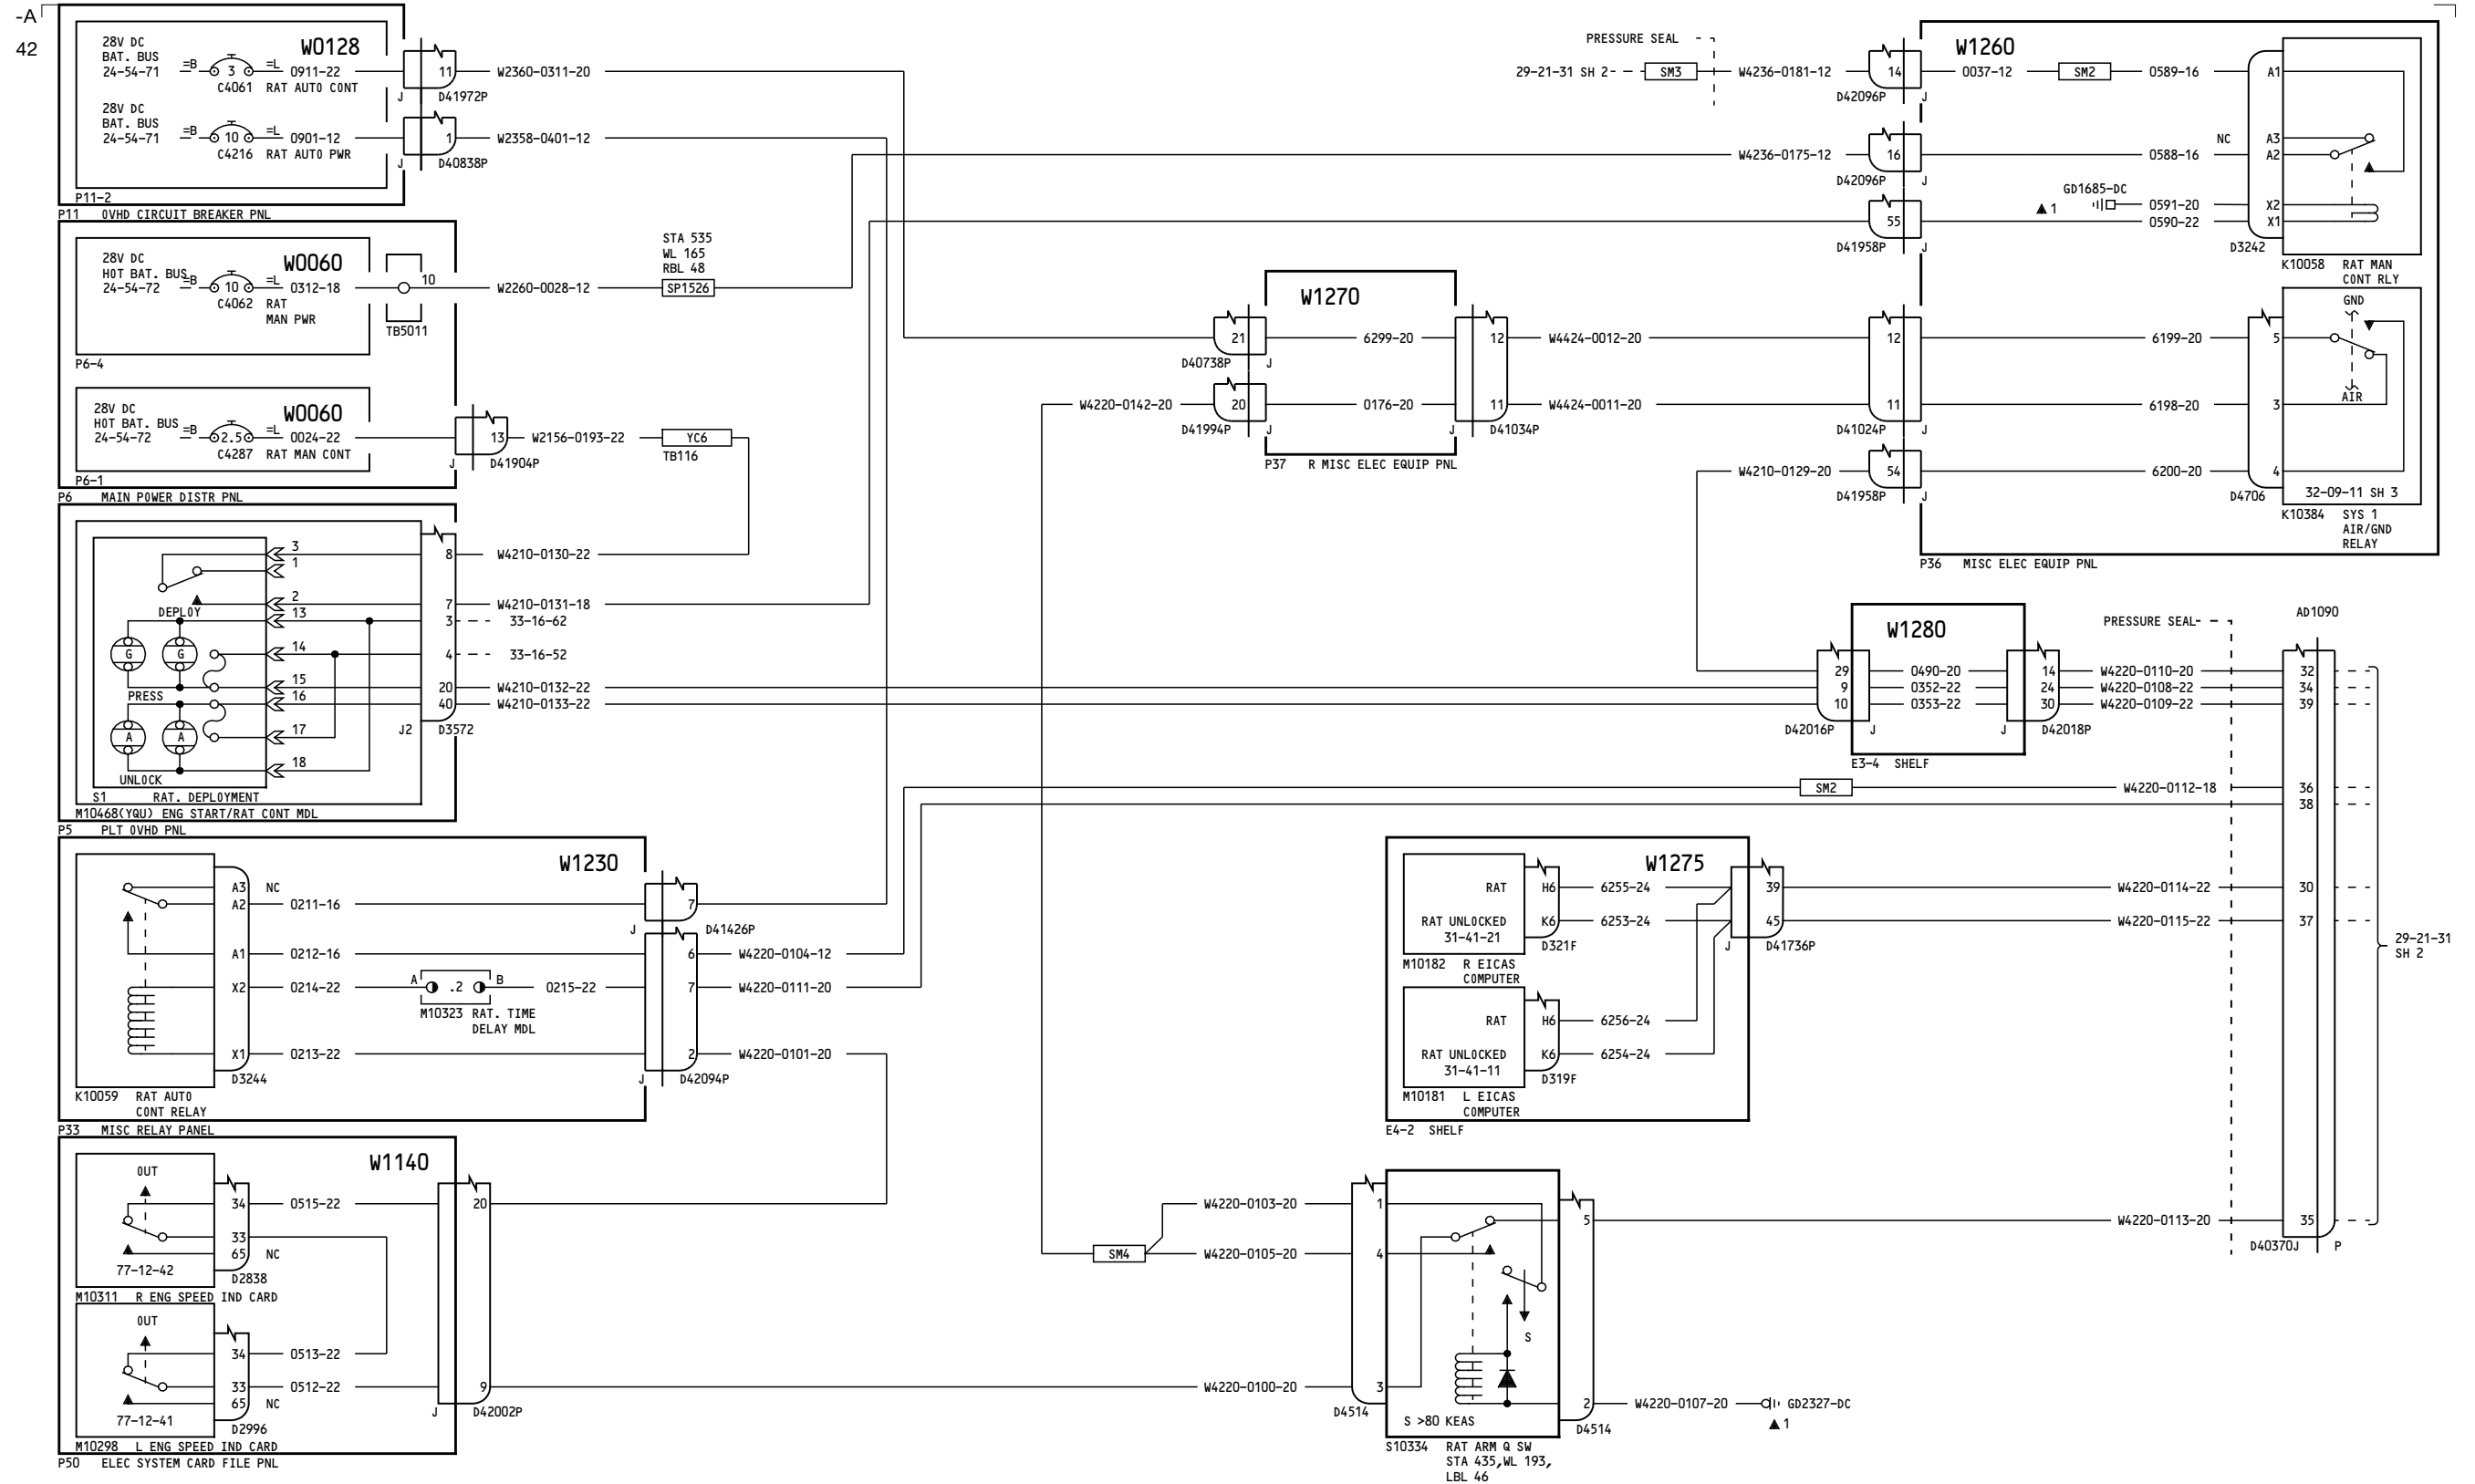 -A
42
28V DC
BAT. BUS
24-54-71
=B
3
=L
0911-22
C4061 RAT AUTO CONT
W0128
28V DC
BAT. BUS
24-54-71
=B
10
=L
0901-12
C4216 RAT AUTO PWR
P11-2
P11 OVHD CIRCUIT BREAKER PNL
11
J
D41972P
W2360-0311-20
1
J
D40838P
W2358-0401-12
28V DC
HOT BAT. BUS
24-54-72
=B
10
=L
0312-18
C4062 RAT
MAN PWR
W0060
10
TB5011
P6-4
W2260-0028-12
STA 535
WL 165
RBL 48
SP1526
28V DC
HOT BAT. BUS
24-54-72
=B
2.5
=L
0024-22
C4287 RAT MAN CONT
W0060
P6-1
P6 MAIN POWER DISTR PNL
13
J
D41904P
W2156-0193-22
YC6
TB116
3
1
2
13
14
15
16
17
18
DEPLOY
G
G
PRESS
A
A
UNLOCK
S1 RAT. DEPLOYMENT
M10468(YQU) ENG START/RAT CONT MDL
P5 PLT OVHD PNL
8
7
3
4
20
40
J2
D3572
W4210-0130-22
W4210-0131-18
33-16-62
33-16-52
W4210-0132-22
W4210-0133-22
W1230
A3 NC
A2 0211-16
A1 0212-16
X2 0214-22
A
.2
B
0215-22
M10323 RAT. TIME
DELAY MDL
X1 0213-22
D3244
K10059 RAT AUTO
CONT RELAY
P33 MISC RELAY PANEL
7
J
D41426P
6 W4220-0104-12
7 W4220-0111-20
2 W4220-0101-20
J
D42094P
W1140
OUT
34 0515-22
33
65 NC
77-12-42
D2838
M10311 R ENG SPEED IND CARD
OUT
34 0513-22
33 0512-22
65 NC
77-12-41
D2996
M10298 L ENG SPEED IND CARD
P50 ELEC SYSTEM CARD FILE PNL
20
9
J
D42002P
PRESSURE SEAL
29-21-31 SH 2
SM3
W4236-0181-12
14
D42096P
J
W1260
0037-12
SM2
0589-16
A1
W4236-0175-12
16
D42096P
J
NC
A3
0588-16
A2
GD1685-DC
1
0591-20
X2
0590-22
X1
55
D41958P
J
D3242
K10058 RAT MAN
CONT RLY
W1270
21
D40738P
J
6299-20
12
W4424-0012-20
12
6199-20
5
GND
AIR
W4220-0142-20
20
D41994P
J
0176-20
11
J
D41034P
W4424-0011-20
11
D41024P
J
6198-20
3
P37 R MISC ELEC EQUIP PNL
W4210-0129-20
54
D41958P
J
6200-20
4
D4706
32-09-11 SH 3
K10384 SYS 1
AIR/GND
RELAY
P36 MISC ELEC EQUIP PNL
W1280
29 0490-20 14 W4220-0110-20
9 0352-22 24 W4220-0108-22
10 0353-22 30 W4220-0109-22
D42016P
J
J
D42018P
E3-4 SHELF
PRESSURE SEAL
AD1090
32
34
39
SM2
W4220-0112-18
36
38
W1275
RAT
H6
6255-24
39
W4220-0114-22
30
RAT UNLOCKED
K6
6253-24
45
W4220-0115-22
37
31-41-21
D321F
J
D41736P
M10182 R EICAS
COMPUTER
RAT
H6
6256-24
RAT UNLOCKED
K6
6254-24
31-41-11
D319F
M10181 L EICAS
COMPUTER
E4-2 SHELF
29-21-31
SH 2
SM4
W4220-0103-20
1
W4220-0105-20
4
W4220-0100-20
3
D4514
S
S >80 KEAS
S10334 RAT ARM Q SW
STA 435,WL 193,
LBL 46
5
W4220-0113-20
35
D40370J
P
2
D4514
W4220-0107-20
GD2327-DC
1